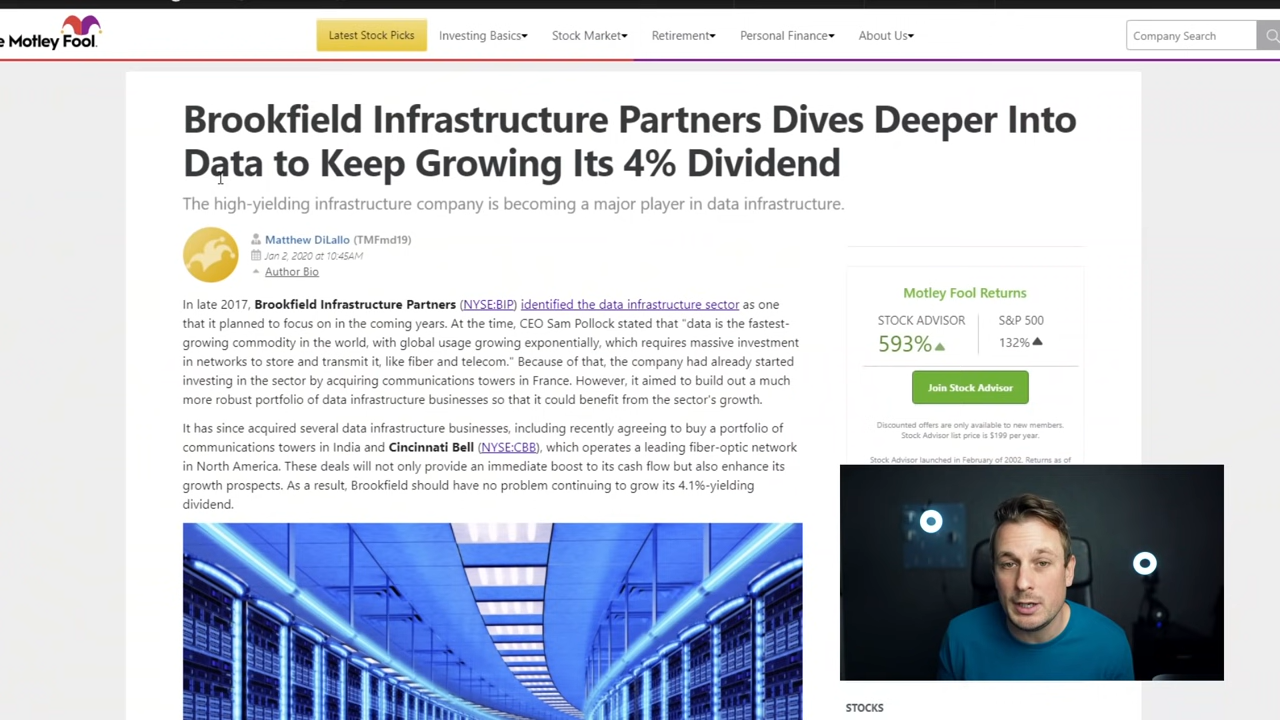 Motley Fool.
Latest Stock Picks
Investing Basics
Stock Market
Retirement
Personal Finance
About Us
Company Search
Brookfield Infrastructure Partners Dives Deeper Into
Data to Keep Growing Its 4% Dividend
The high-yielding infrastructure company is becoming a major player in data infrastructure.
Matthew DiLallo (TMFmd19)
Jan 2, 2020 at 10:45AM
Author Bio
In late 2017, Brookfield Infrastructure Partners (NYSE:BIP) identified the data infrastructure sector as one
that it planned to focus on in the coming years. At the time, CEO Sam Pollock stated that "data is the fastest-
growing commodity in the world, with global usage growing exponentially, which requires massive investment
in networks to store and transmit it, like fiber and telecom." Because of that, the company had already started
investing in the sector by acquiring communications towers in France. However, it aimed to build out a much
more robust portfolio of data infrastructure businesses so that it could benefit from the sector's growth.
It has since acquired several data infrastructure businesses, including recently agreeing to buy a portfolio of
communications towers in India and Cincinnati Bell (NYSE:CBB), which operates a leading fiber-optic network
in North America. These deals will not only provide an immediate boost to its cash flow but also enhance its
growth prospects. As a result, Brookfield should have no problem continuing to grow its 4.1%-yielding
dividend.
Motley Fool Returns
STOCK ADVISOR
593%
S&P 500
132%
Join Stock Advisor
Discounted offers are only available to new members.
Stock Advisor list price is $199 per year.
Stock Advisor launched in February of 2002, Returns as of
STOCKS